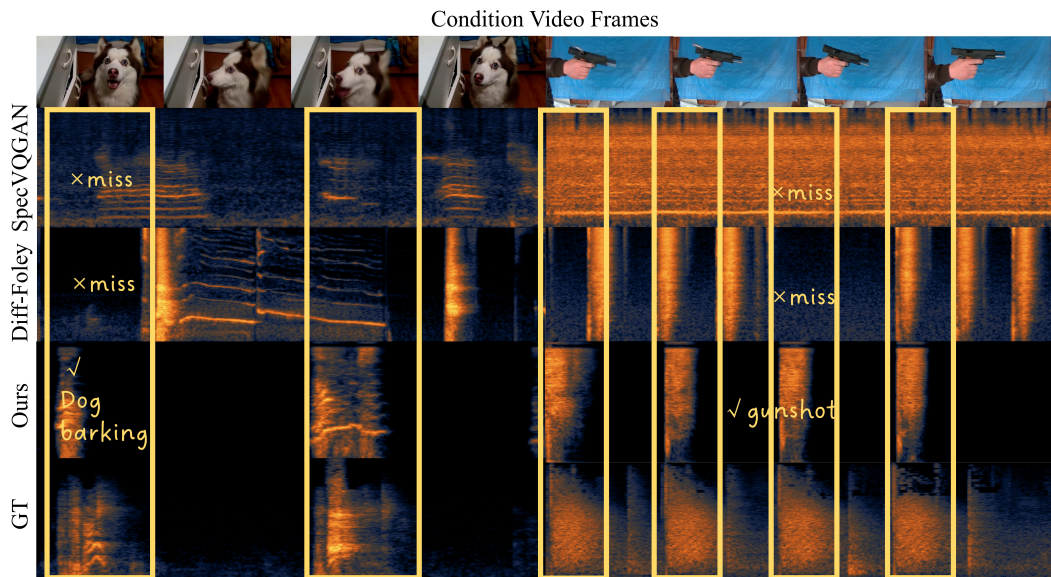 Condition Video Frames
SpecVQGAN
×miss
×miss
Diff-Foley
×miss
×miss
Ours
√
Dog
barking
√ gunshot
GT